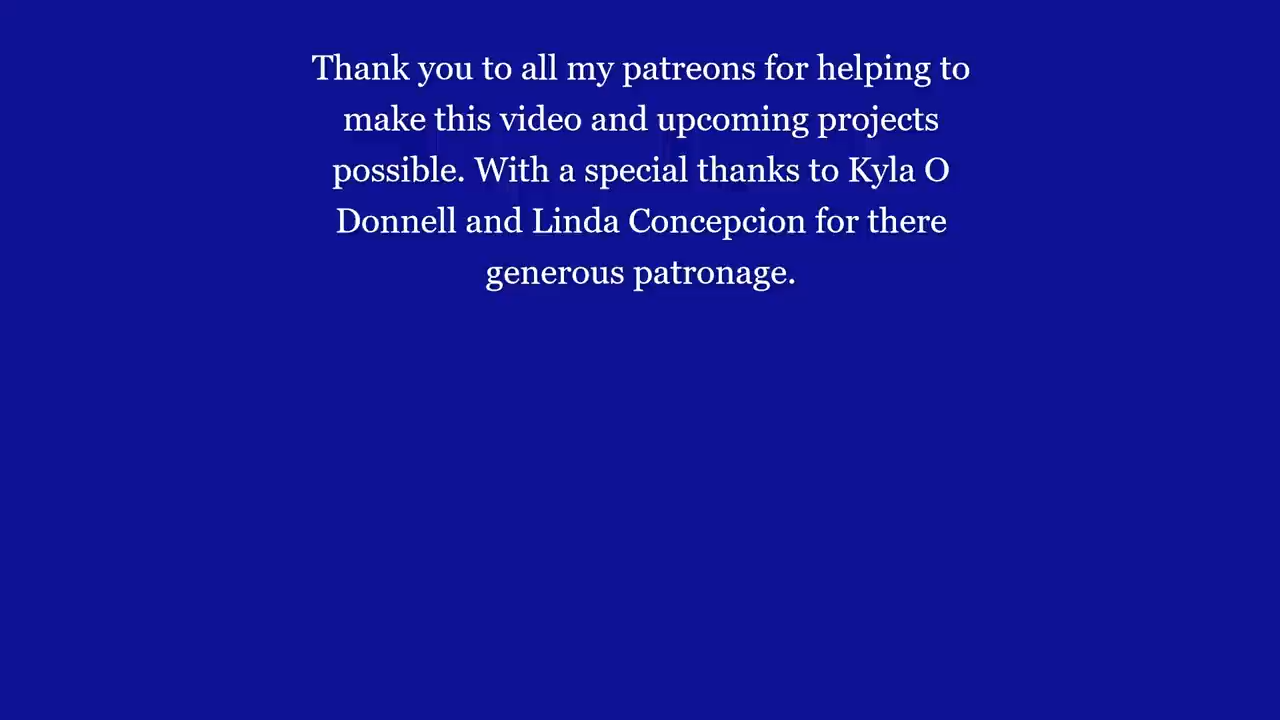 Thank you to all my patreons for helping to
make this video and upcoming projects
possible. With a special thanks to Kyla O
Donnell and Linda Concepcion for there
generous patronage.